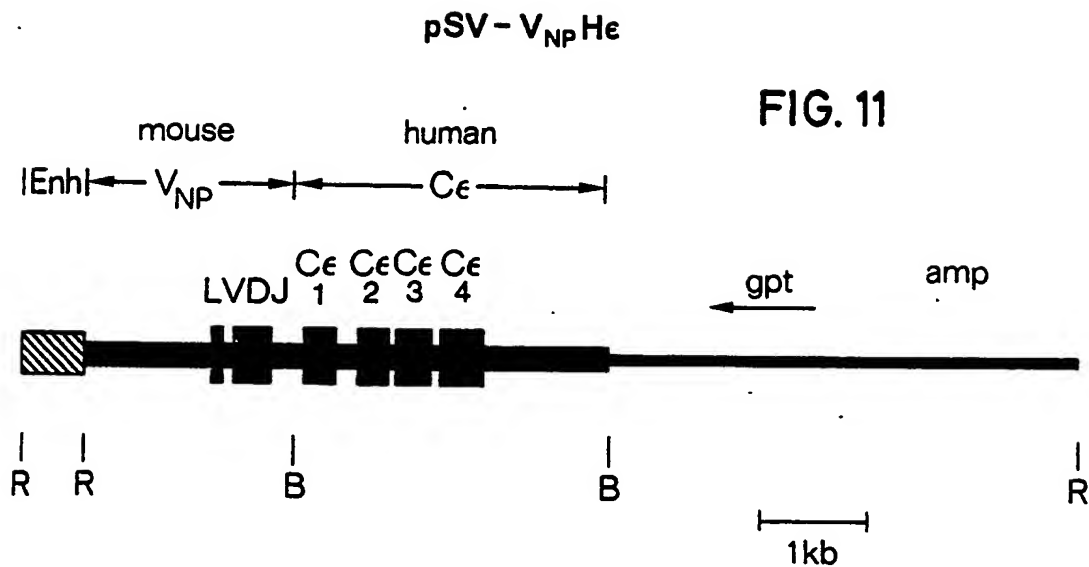 pSV-V_NP Hε
FIG. 11
mouse human
|Enh| V_NP Cε
LVDJ Cε 1 Cε 2 Cε 3 Cε 4
gpt amp
R R B B R
1kb